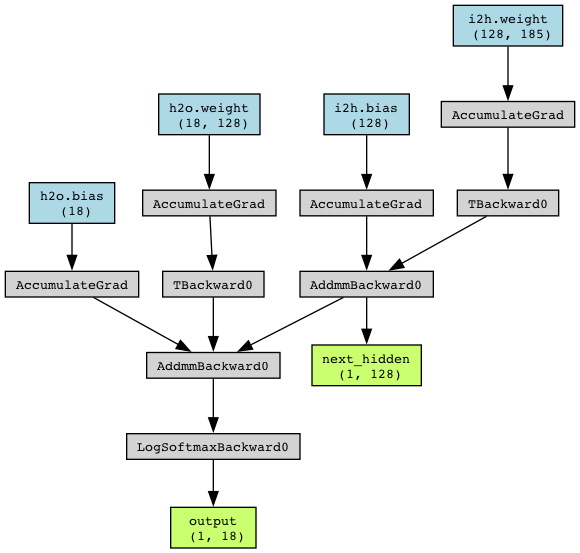 i2h.weight
(128, 185)
h2o.weight
(18, 128)
i2h.bias
(128)
AccumulateGrad
h2o.bias
(18)
AccumulateGrad
AccumulateGrad
TBackward0
AccumulateGrad
TBackward0
AddmmBackward0
AddmmBackward0
next_hidden
(1, 128)
LogSoftmaxBackward0
output
(1, 18)